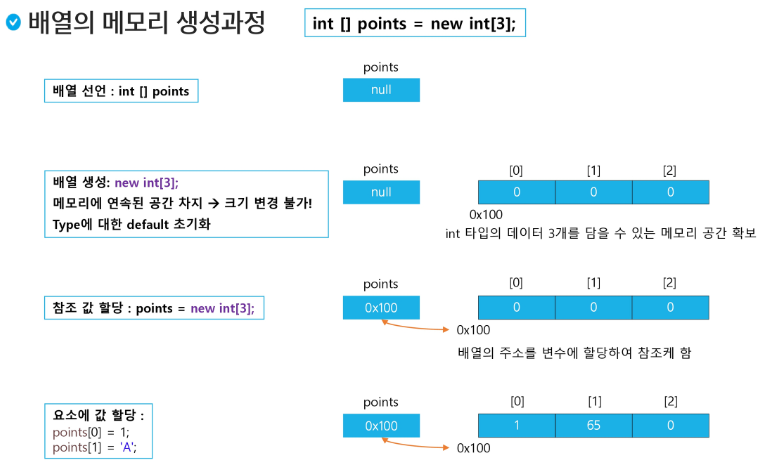 배열의 메모리 생성과정
int [] points = new int[3];
points
배열 선언 : int [] points
null
points
[0] [1] [2]
배열 생성: new int[3];
메모리에 연속된 공간 차지 → 크기 변경 불가!
Type에 대한 default 초기화
null
0 0 0
0x100
int 타입의 데이터 3개를 담을 수 있는 메모리 공간 확보
points
[0] [1] [2]
참조 값 할당 : points = new int[3];
0x100
0 0 0
0x100
배열의 주소를 변수에 할당하여 참조케 함
points
[0] [1] [2]
요소에 값 할당 :
points[0] = 1;
points[1] = 'A';
0x100
1 65 0
0x100